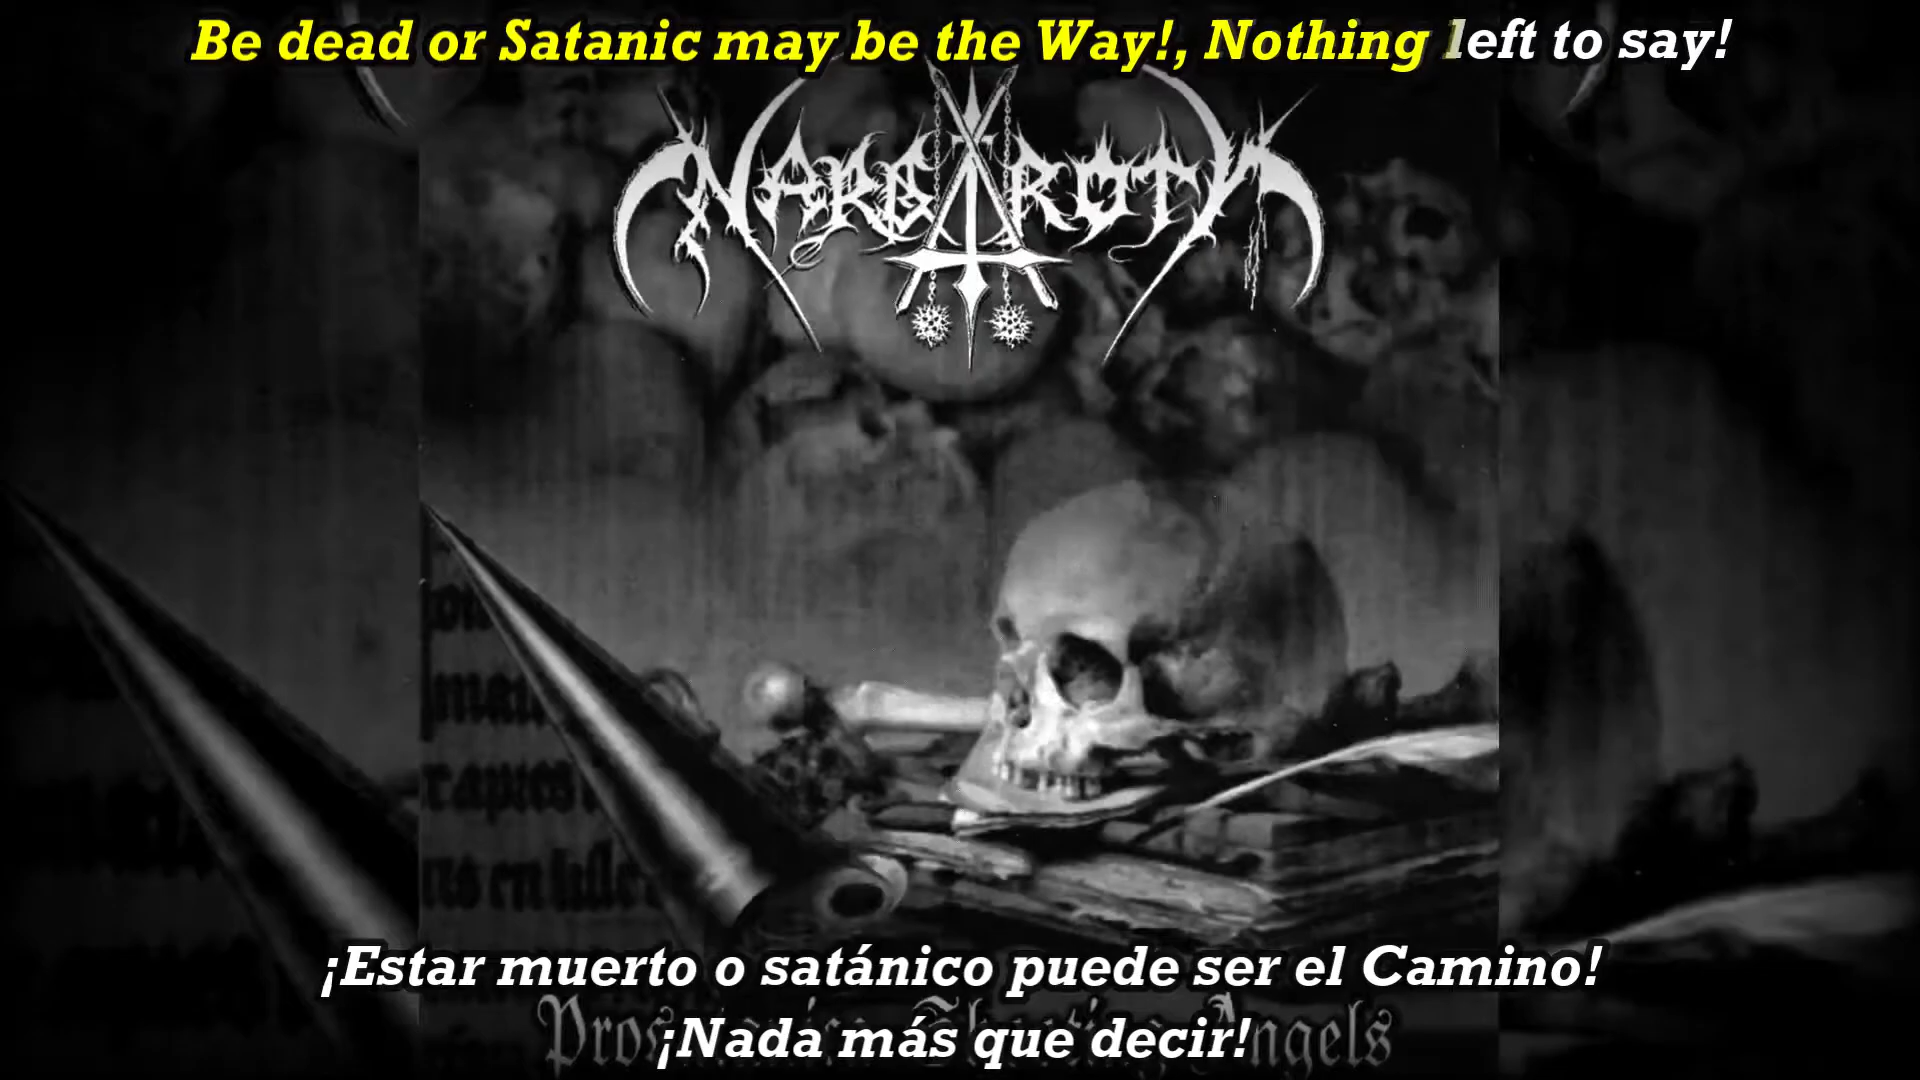 Be dead or Satanic may be the Way!, Nothing left to say!
NARGAROTH
¡Estar muerto o satánico puede ser el Camino!
¡Nada más que decir!
Angels